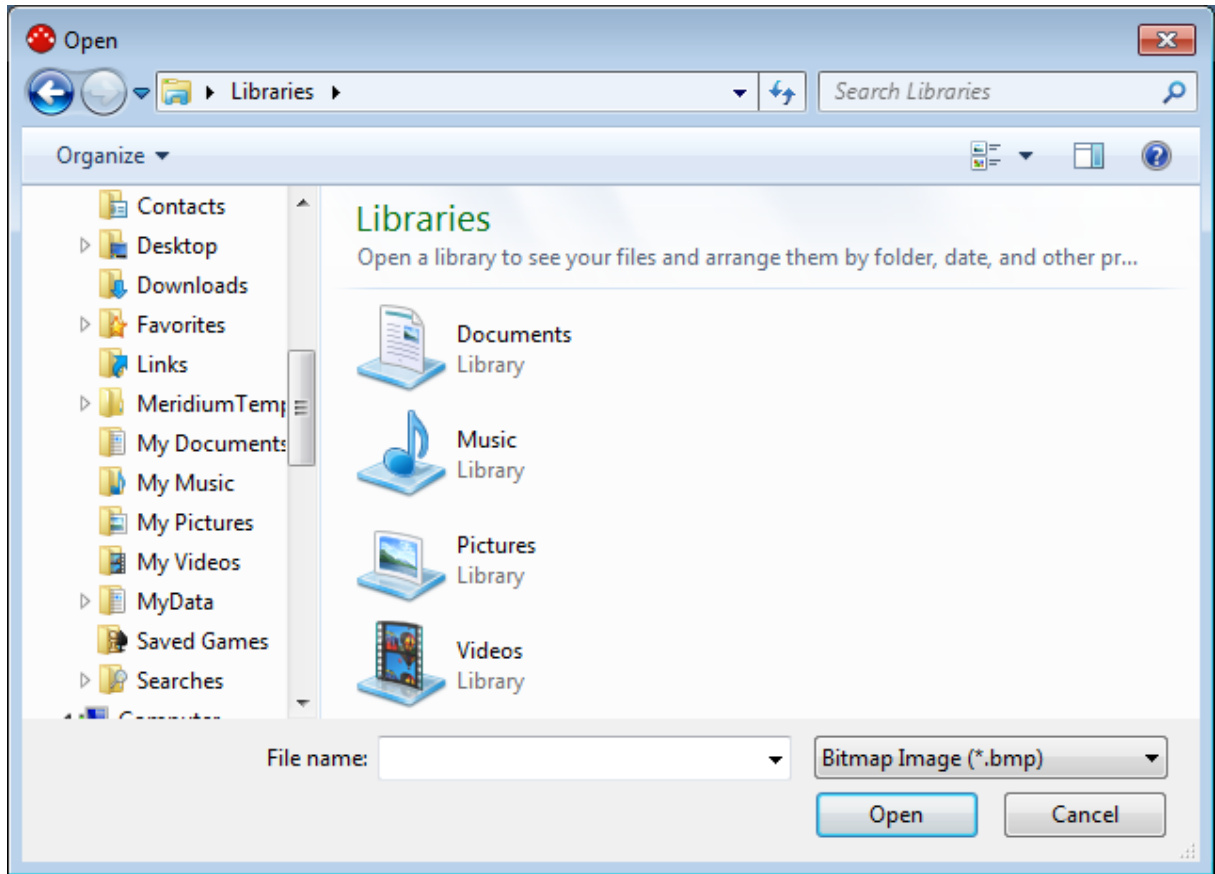 Open
Libraries
Search Libraries
Organize
Contacts
Desktop
Downloads
Favorites
Links
MeridiumTemp
My Documents
My Music
My Pictures
My Videos
MyData
Saved Games
Searches
Computer
Libraries
Open a library to see your files and arrange them by folder, date, and other pr...
Documents
Library
Music
Library
Pictures
Library
Videos
Library
File name:
Bitmap Image (*.bmp)
Open
Cancel